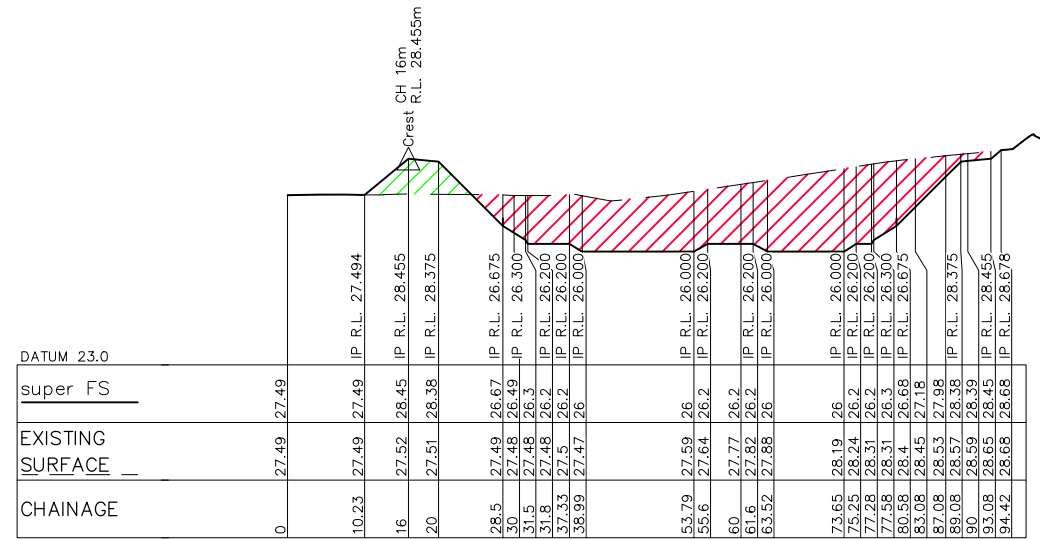 Crest CH 16m
R.L. 28.455m
IP R.L. 27.494
IP R.L. 28.455
IP R.L. 28.375
IP R.L. 26.675
IP R.L. 26.300
IP R.L. 26.200
IP R.L. 26.200
IP R.L. 26.000
IP R.L. 26.000
IP R.L. 26.200
IP R.L. 26.200
IP R.L. 26.000
IP R.L. 26.000
IP R.L. 26.200
IP R.L. 26.200
IP R.L. 26.300
IP R.L. 26.675
IP R.L. 28.375
IP R.L. 28.455
IP R.L. 28.678
DATUM 23.0
super FS 27.49 27.49 28.45 28.38 26.67 26.49 26.3 26.2 26.2 26 26 26.2 26.2 26.2 26 26 26.2 26.2 26.3 26.68 27.18 27.98 28.38 28.39 28.45 28.68
EXISTING
SURFACE 27.49 27.49 27.52 27.51 27.49 27.48 27.48 27.48 27.5 27.47 27.59 27.64 27.77 27.82 27.88 28.19 28.24 28.31 28.31 28.4 28.45 28.53 28.57 28.59 28.65 28.68
CHAINAGE 0 10.23 16 20 28.5 30 31.5 31.8 37.33 38.99 53.79 55.6 60 61.6 63.52 73.65 75.25 77.28 77.58 80.58 83.08 87.08 89.08 90 93.08 94.42